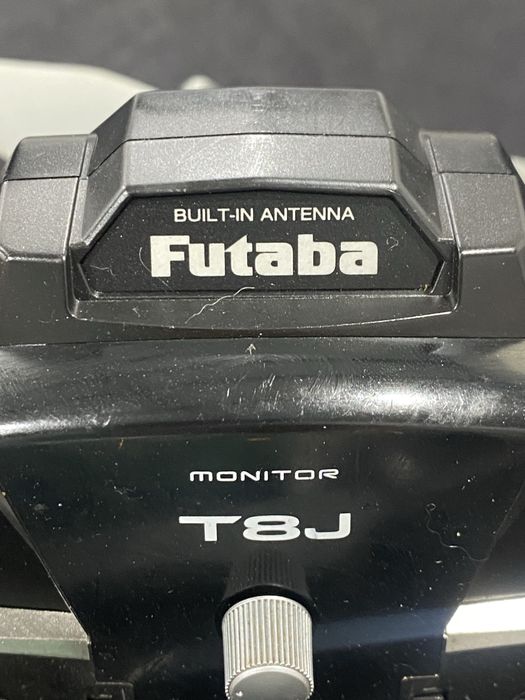 BUILT-IN ANTENNA
Futaba
MONITOR
T8J